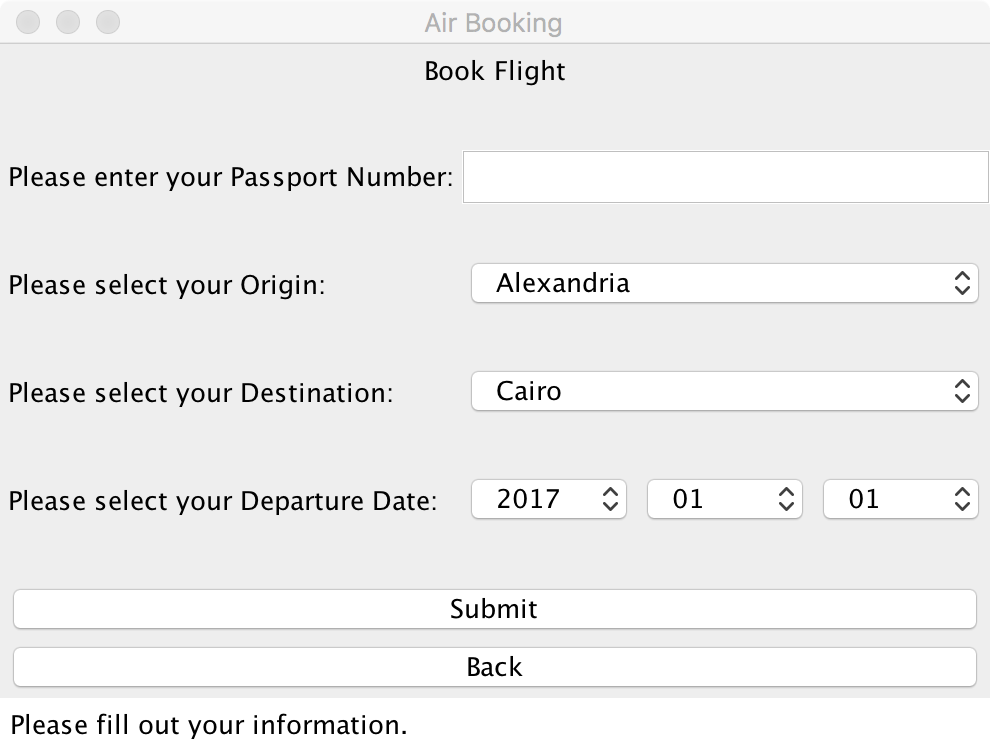 Air Booking
Book Flight
Please enter your Passport Number:
Please select your Origin: Alexandria
Please select your Destination: Cairo
Please select your Departure Date: 2017 01 01
Submit
Back
Please fill out your information.